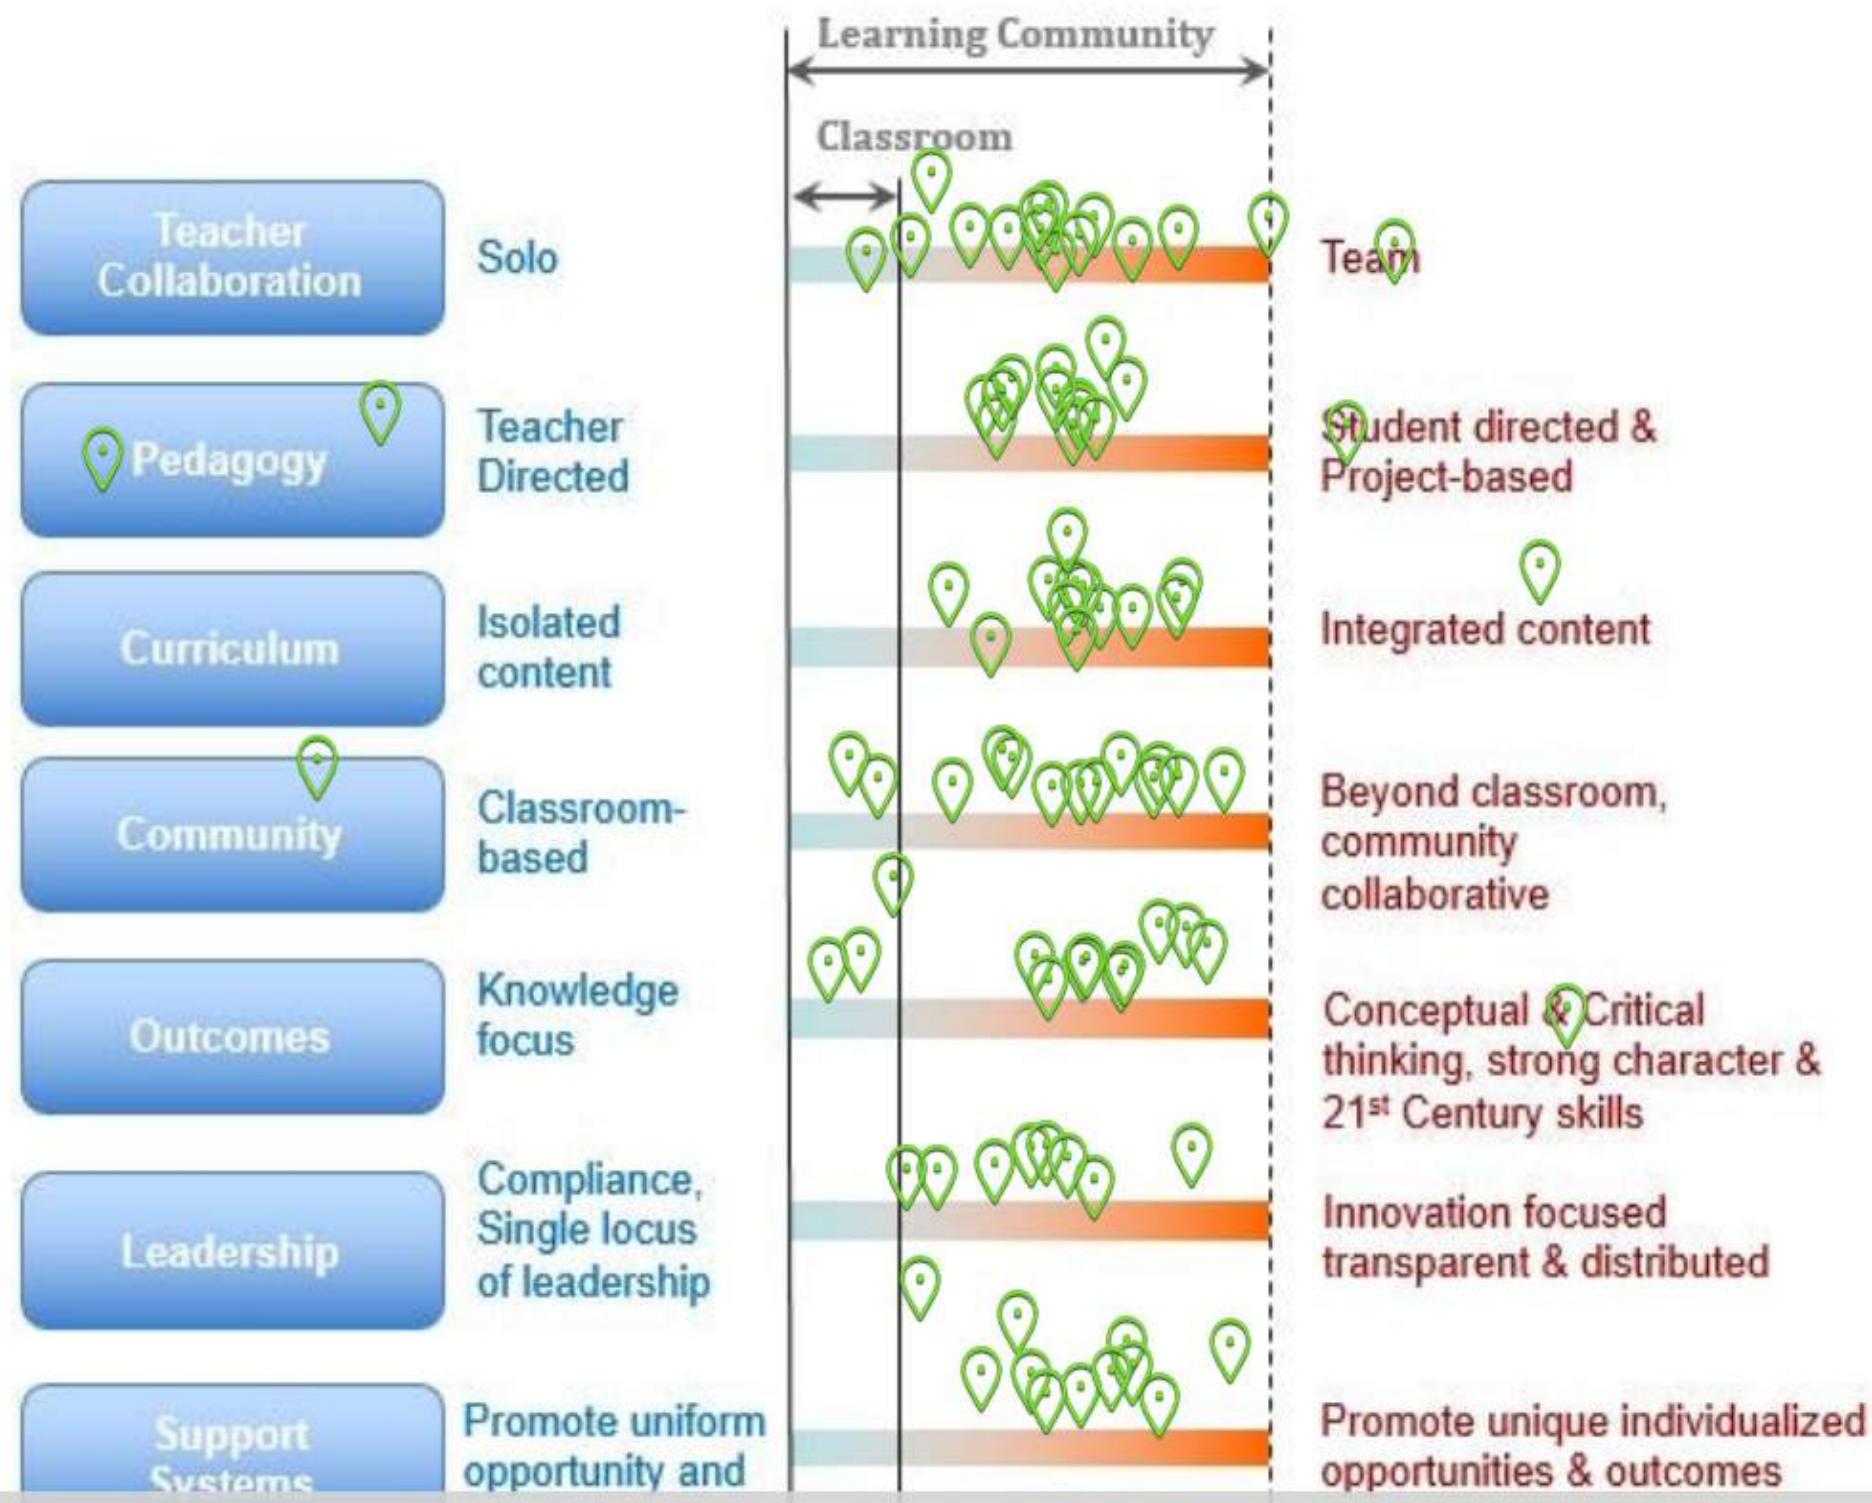 Learning Community
Classroom
Teacher
Collaboration
Solo
Team
Pedagogy
Teacher
Directed
Student directed &
Project-based
Curriculum
Isolated
content
Integrated content
Community
Classroom-
based
Beyond classroom,
community
collaborative
Outcomes
Knowledge
focus
Conceptual & Critical
thinking, strong character &
21st Century skills
Leadership
Compliance,
Single locus
of leadership
Innovation focused
transparent & distributed
Support
Systems
Promote uniform
opportunity and
Promote unique individualized
opportunities & outcomes